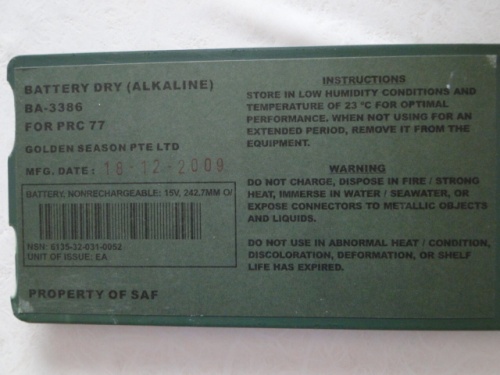 BATTERY DRY (ALKALINE)
BA-3386
FOR PRC 77
GOLDEN SEASON PTE LTD
MFG. DATE: 18-12-2009
BATTERY, NONRECHARGEABLE: 15V, 242.7MM O/
NSN: 6135-32-031-0052
UNIT OF ISSUE: EA
PROPERTY OF SAF
INSTRUCTIONS
STORE IN LOW HUMIDITY CONDITIONS AND
TEMPERATURE OF 23 °C FOR OPTIMAL
PERFORMANCE. WHEN NOT USING FOR AN
EXTENDED PERIOD, REMOVE IT FROM THE
EQUIPMENT.
WARNING
DO NOT CHARGE, DISPOSE IN FIRE / STRONG
HEAT, IMMERSE IN WATER / SEAWATER, OR
EXPOSE CONNECTORS TO METALLIC OBJECTS
AND LIQUIDS.
DO NOT USE IN ABNORMAL HEAT / CONDITION,
DISCOLORATION, DEFORMATION, OR SHELF
LIFE HAS EXPIRED.